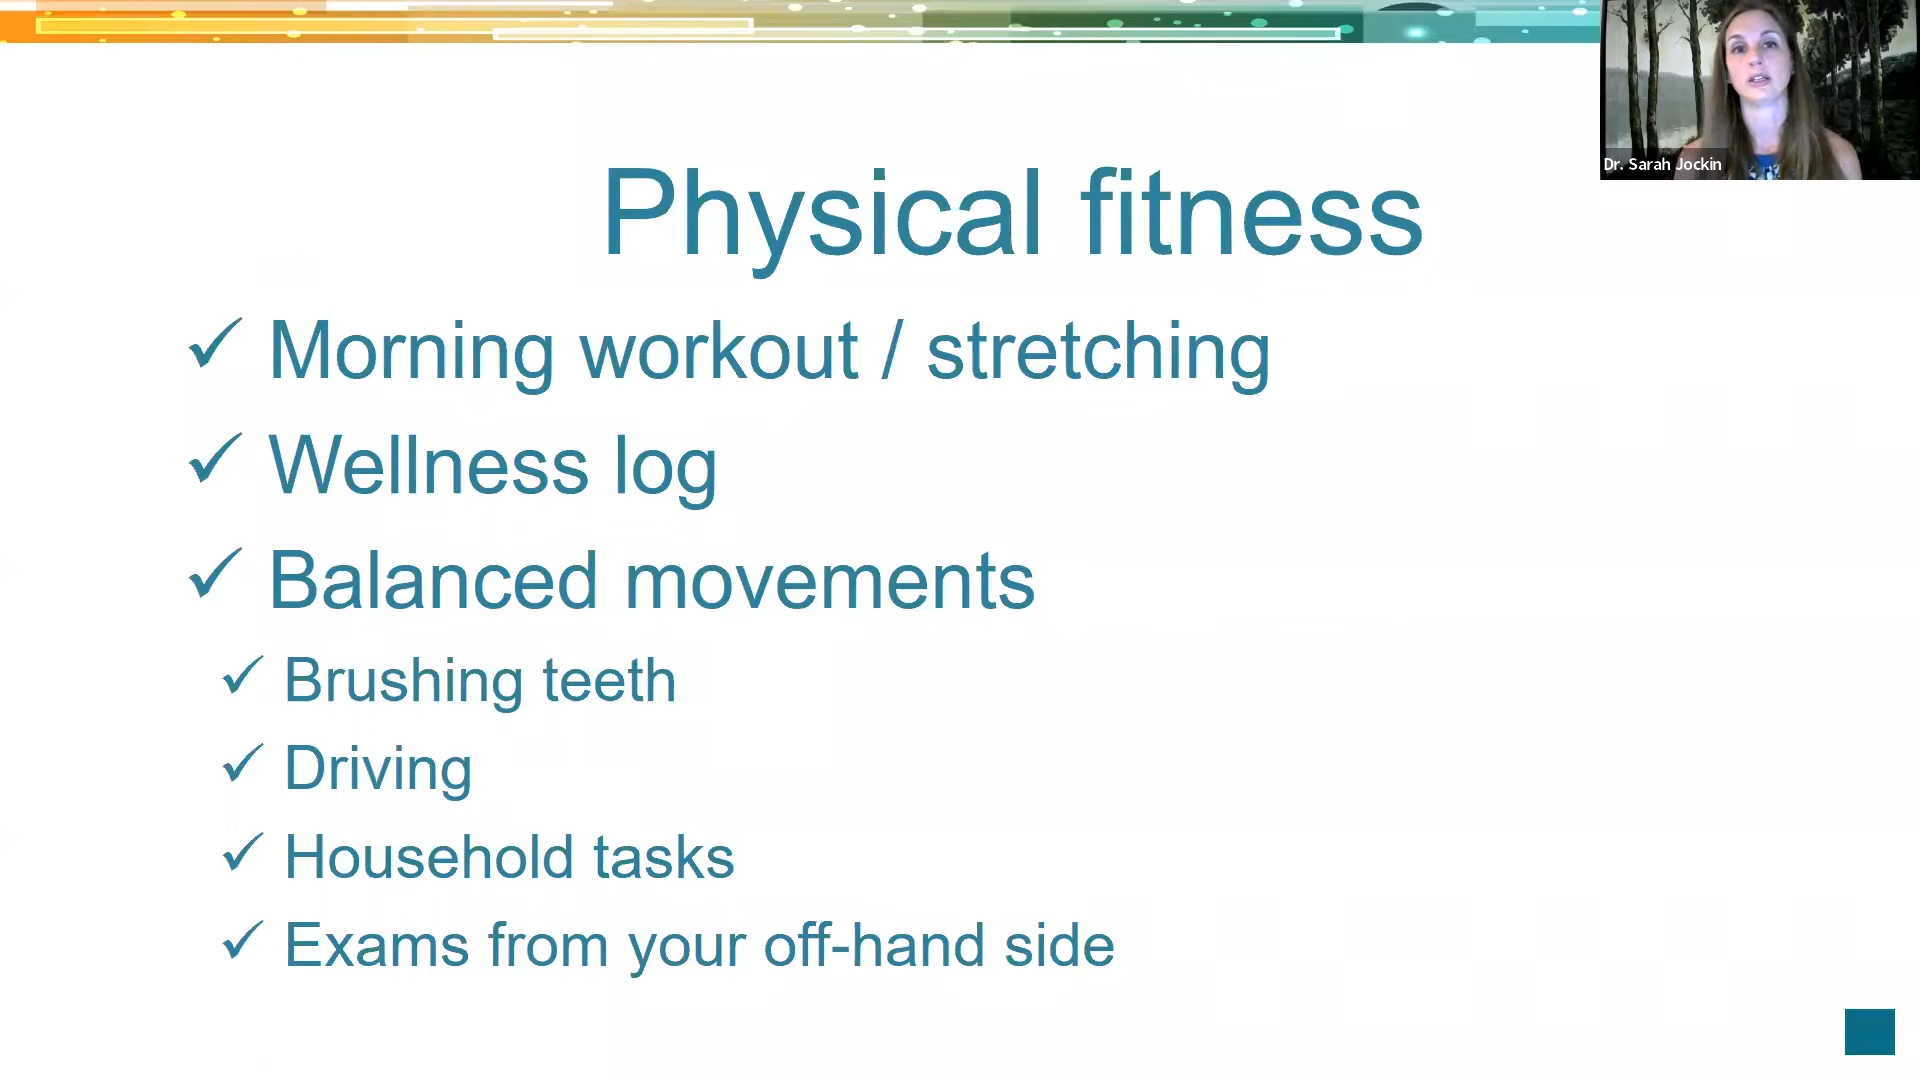 Dr. Sarah Jockin
Physical fitness
Morning workout / stretching
Wellness log
Balanced movements
Brushing teeth
Driving
Household tasks
Exams from your off-hand side